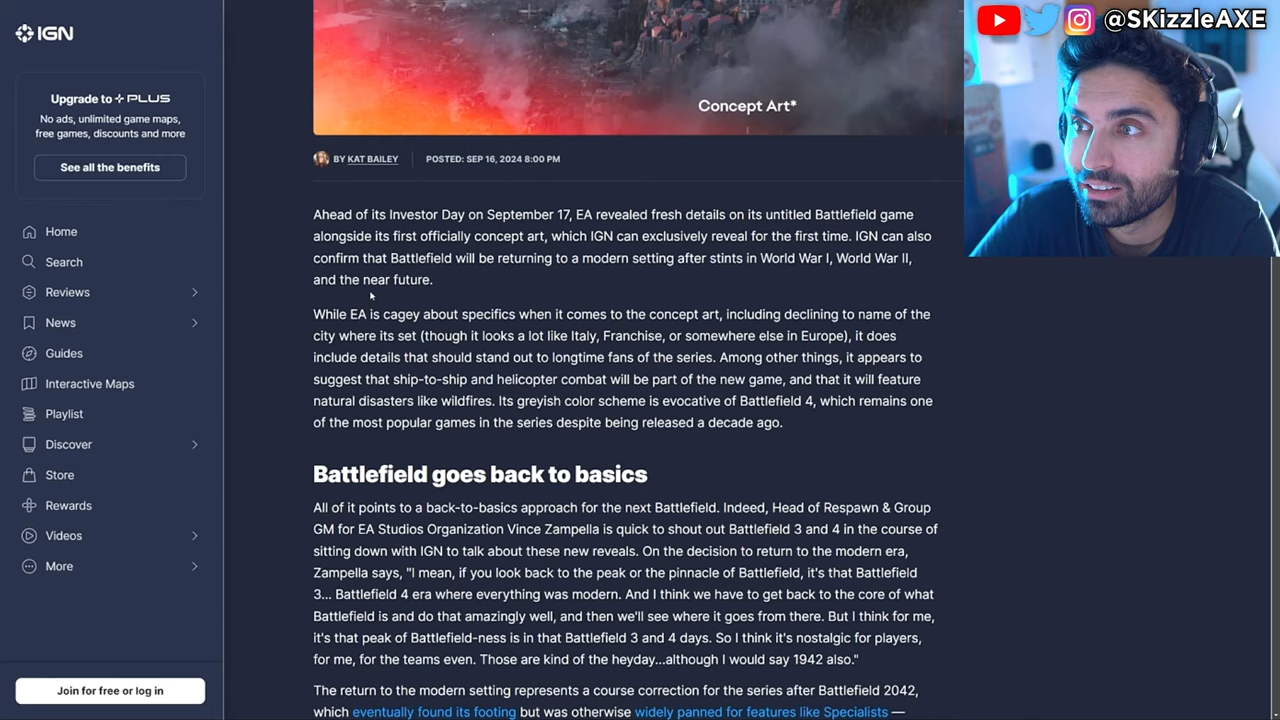 @SKizzleAXE
IGN
Concept Art*
Upgrade to PLUS
No ads, unlimited game maps,
free games, discounts and more
See all the benefits
BY KAT BAILEY
POSTED: SEP 16, 2024 8:00 PM
Home
Search
Reviews
News
Guides
Interactive Maps
Playlist
Discover
Store
Rewards
Videos
More
Join for free or log in
Ahead of its Investor Day on September 17, EA revealed fresh details on its untitled Battlefield game
alongside its first officially concept art, which IGN can exclusively reveal for the first time. IGN can also
confirm that Battlefield will be returning to a modern setting after stints in World War I, World War II,
and the near future.
While EA is cagey about specifics when it comes to the concept art, including declining to name of the
city where its set (though it looks a lot like Italy, Franchise, or somewhere else in Europe), it does
include details that should stand out to longtime fans of the series. Among other things, it appears to
suggest that ship-to-ship and helicopter combat will be part of the new game, and that it will feature
natural disasters like wildfires. Its greyish color scheme is evocative of Battlefield 4, which remains one
of the most popular games in the series despite being released a decade ago.
Battlefield goes back to basics
All of it points to a back-to-basics approach for the next Battlefield. Indeed, Head of Respawn & Group
GM for EA Studios Organization Vince Zampella is quick to shout out Battlefield 3 and 4 in the course of
sitting down with IGN to talk about these new reveals. On the decision to return to the modern era,
Zampella says, "I mean, if you look back to the peak or the pinnacle of Battlefield, it's that Battlefield
3... Battlefield 4 era where everything was modern. And I think we have to get back to the core of what
Battlefield is and do that amazingly well, and then we'll see where it goes from there. But I think for me,
it's that peak of Battlefield-ness is in that Battlefield 3 and 4 days. So I think it's nostalgic for players,
for me, for the teams even. Those are kind of the heyday...although I would say 1942 also."
The return to the modern setting represents a course correction for the series after Battlefield 2042,
which eventually found its footing but was otherwise widely panned for features like Specialists —